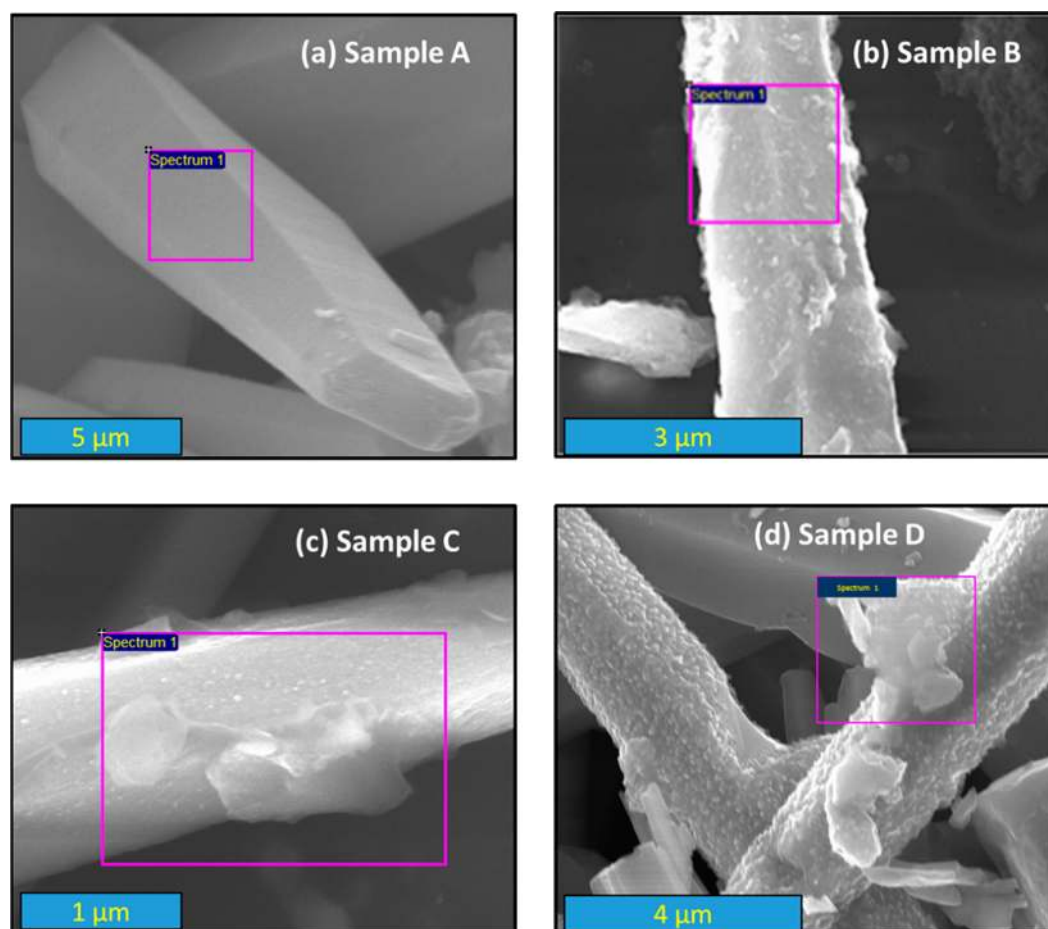 (a) Sample A
Spectrum 1
5 μm
(b) Sample B
Spectrum 1
3 μm
(c) Sample C
Spectrum 1
1 μm
(d) Sample D
Spectrum 1
4 μm